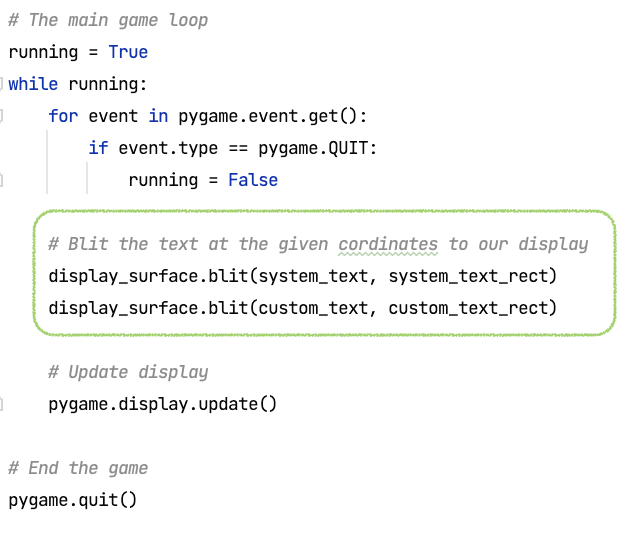 # The main game loop
running = True
while running:
    for event in pygame.event.get():
        if event.type == pygame.QUIT:
            running = False
    # Blit the text at the given cordinates to our display
    display_surface.blit(system_text, system_text_rect)
    display_surface.blit(custom_text, custom_text_rect)
    # Update display
    pygame.display.update()
# End the game
pygame.quit()